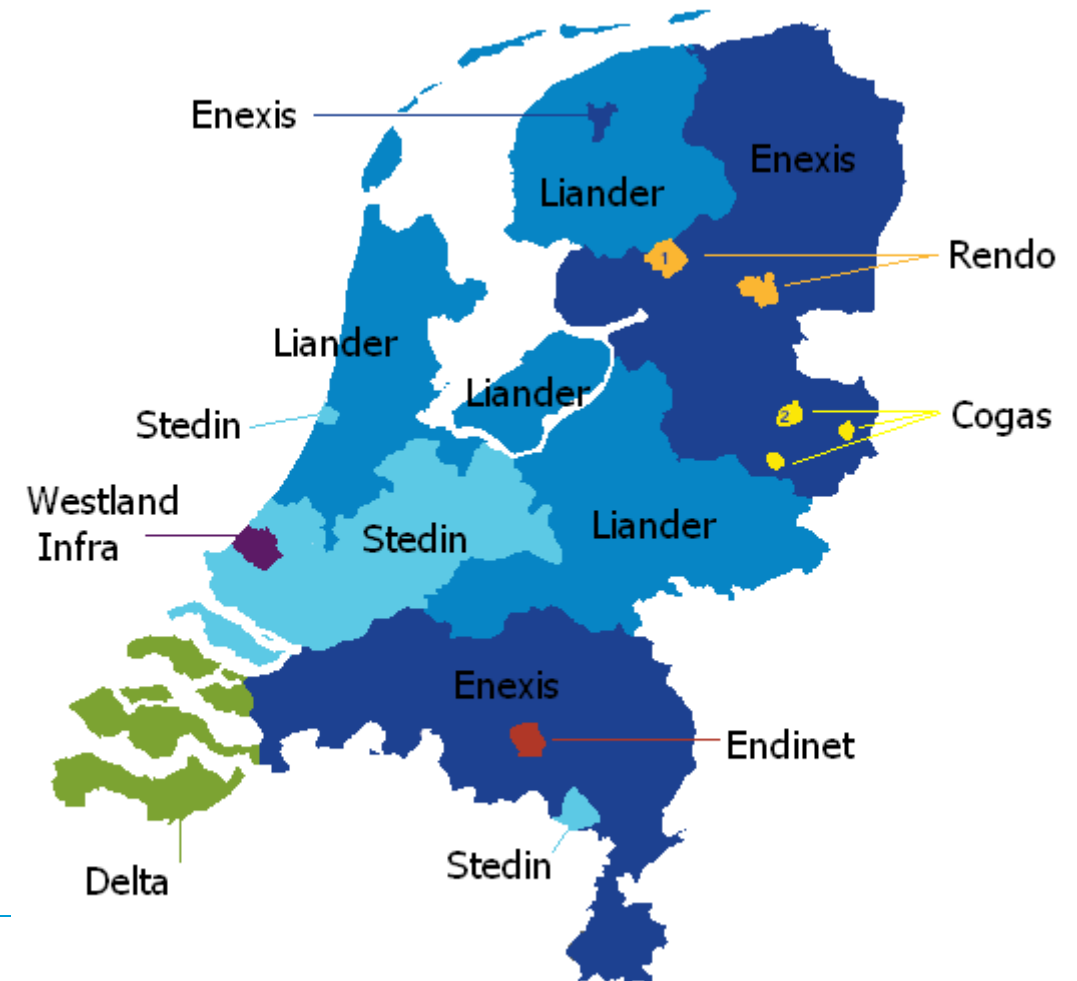 Enexis
Enexis
Liander
1
Rendo
Liander
Liander
Stedin
2
Cogas
Westland
Infra
Stedin
Liander
Enexis
Endinet
Stedin
Delta